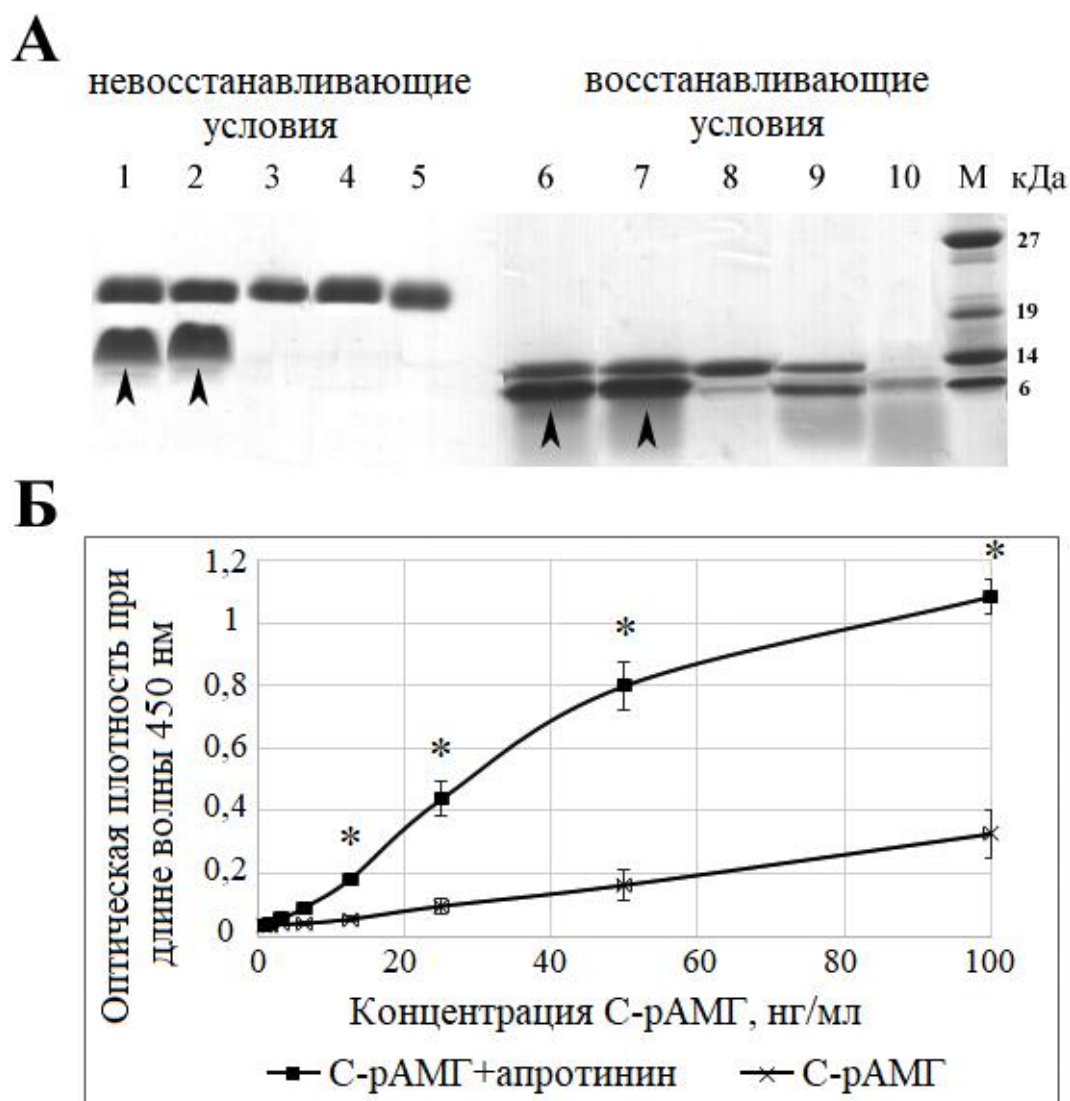 А
невосстанавливающие
условия
восстанавливающие
условия
1 2 3 4 5 6 7 8 9 10 М кДа
27
19
14
6
Б
Оптическая плотность при
длине волны 450 нм
1,2
1
0,8
0,6
0,4
0,2
0
* * * *
0 20 40 60 80 100
Концентрация С-рАМГ, нг/мл
С-рАМГ+апротинин С-рАМГ